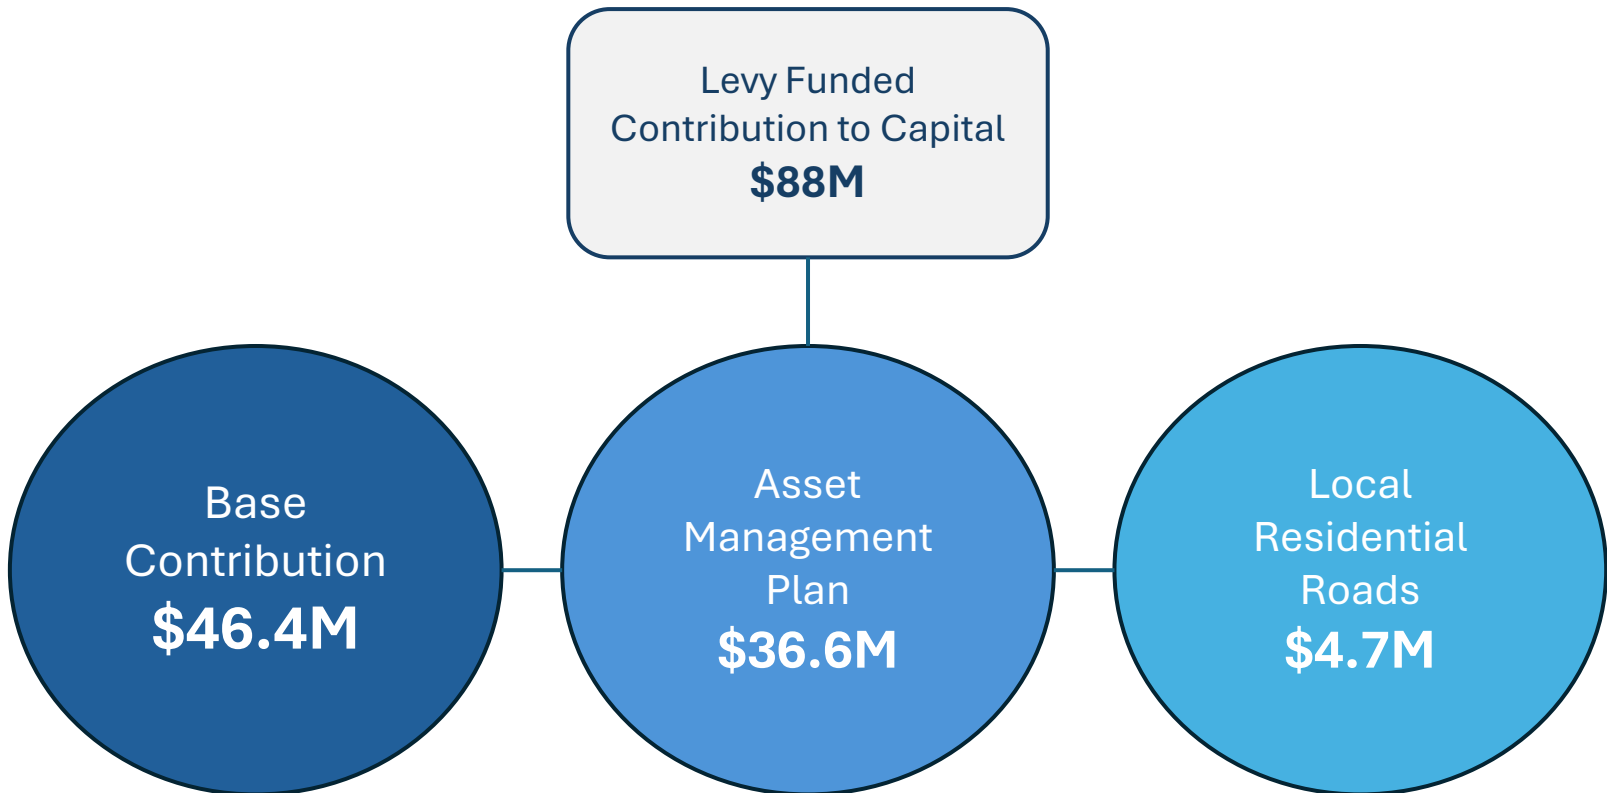 Levy Funded
Contribution to Capital
$88M
Base
Contribution
$46.4M
Asset
Management
Plan
$36.6M
Local
Residential
Roads
$4.7M